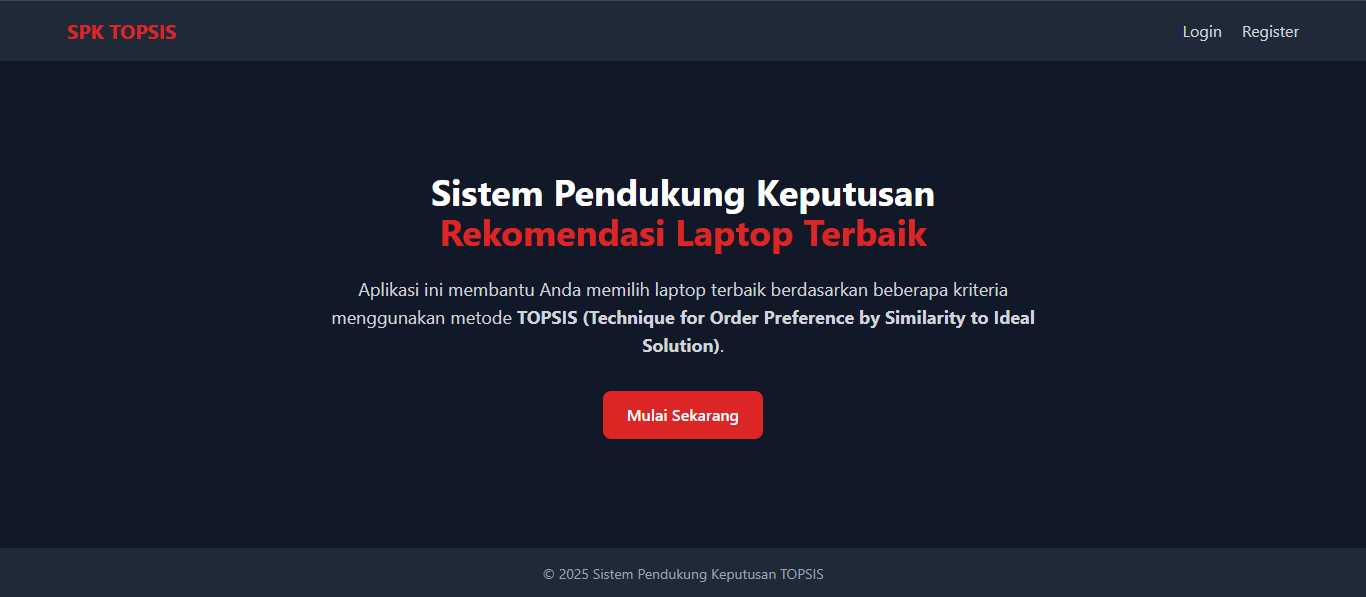 SPK TOPSIS
Login Register
Sistem Pendukung Keputusan
Rekomendasi Laptop Terbaik
Aplikasi ini membantu Anda memilih laptop terbaik berdasarkan beberapa kriteria
menggunakan metode TOPSIS (Technique for Order Preference by Similarity to Ideal
Solution).
Mulai Sekarang
© 2025 Sistem Pendukung Keputusan TOPSIS